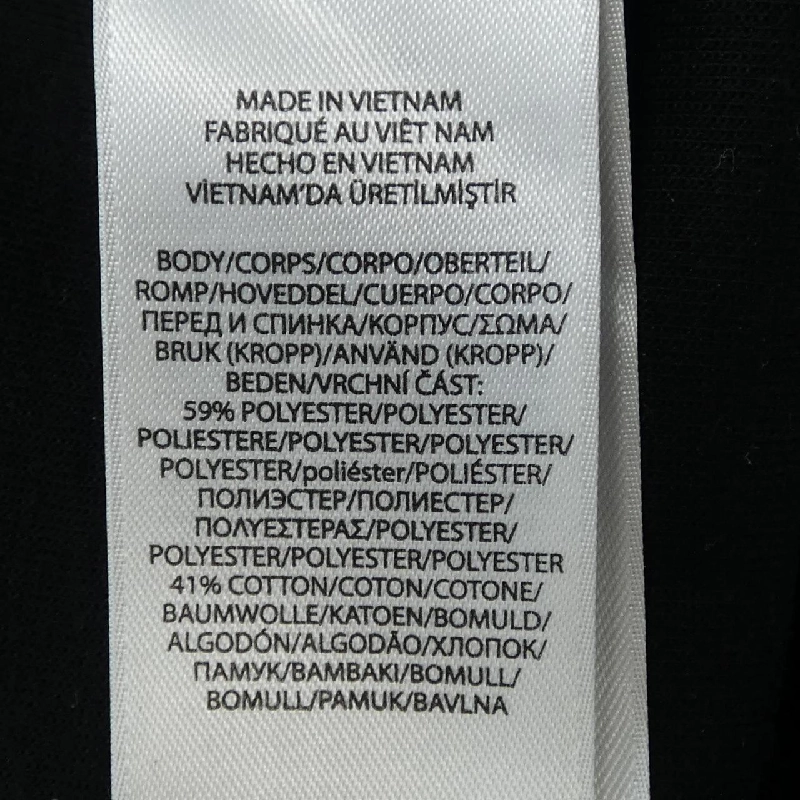 MADE IN VIETNAM
FABRIQUÉ AU VIÊT NAM
HECHO EN VIETNAM
VİETNAM'DA ÜRETİLMİŞTİR
BODY/CORPS/CORPO/OBERTEIL/
ROMP/HOVEDDEL/CUERPO/CORPO/
ПЕРЕД И СПИНКА/КОРПУС/ΣΩΜΑ/
BRUK (KROPP)/ANVÄND (KROPP)/
BEDEN/VRCHNÍ ČÁST:
59% POLYESTER/POLYESTER/
POLIESTERE/POLYESTER/POLYESTER/
POLYESTER/poliéster/POLIÉSTER/
ПОЛИЭСТЕР/ПОЛИЕСТЕР/
ΠΟΛΥΕΣΤΕΡΑΣ/POLYESTER/
POLYESTER/POLYESTER/POLYESTER
41% COTTON/COTON/COTONE/
BAUMWOLLE/KATOEN/BOMULD/
ALGODÓN/ALGODÃO/ХЛОПОК/
ПАМУК/ΒΑΜΒΑΚΙ/BOMULL/
BOMULL/PAMUK/BAVLNA